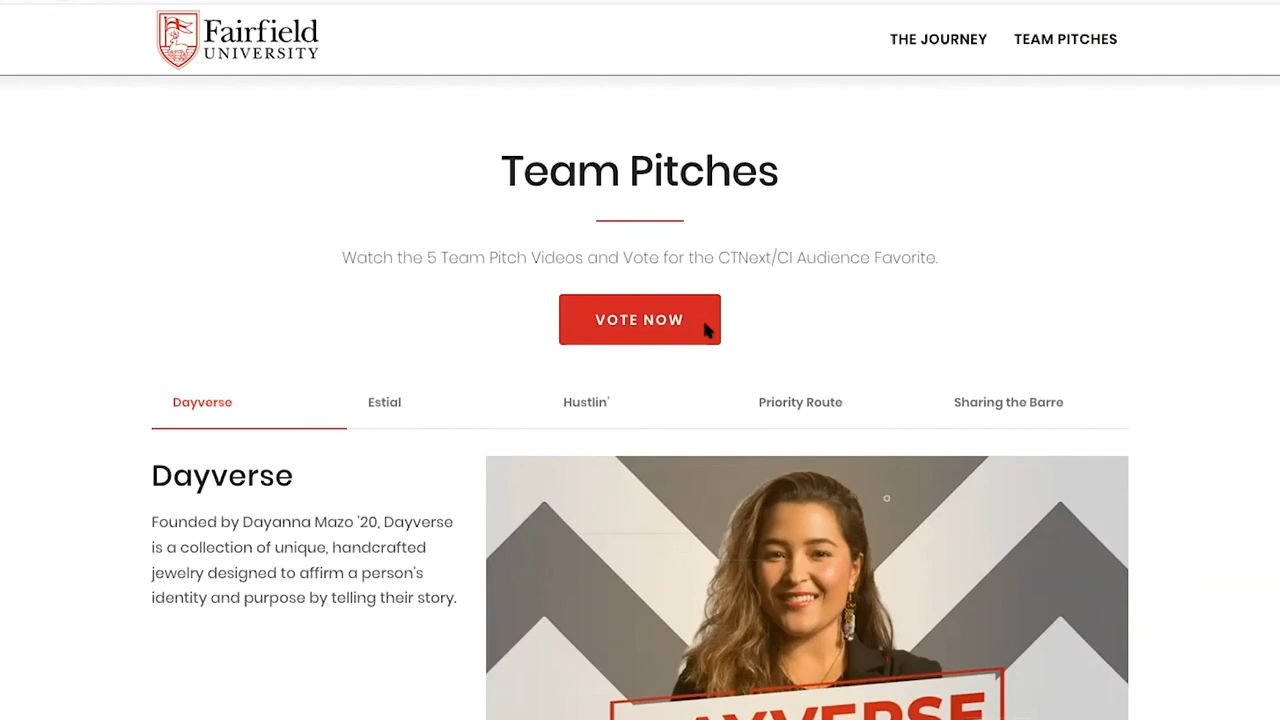 Fairfield
UNIVERSITY
THE JOURNEY
TEAM PITCHES
Team Pitches
Watch the 5 Team Pitch Videos and Vote for the CTNext/CI Audience Favorite.
VOTE NOW
Dayverse
Estial
Hustlin'
Priority Route
Sharing the Barre
Dayverse
Founded by Dayanna Mazo '20, Dayverse
is a collection of unique, handcrafted
jewelry designed to affirm a person's
identity and purpose by telling their story.
DAYVERSE